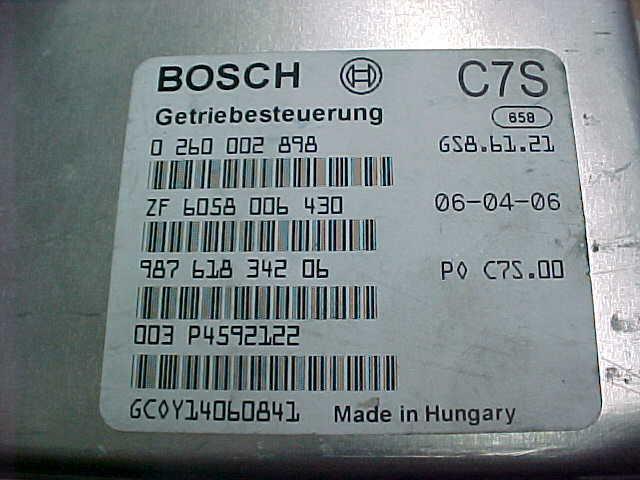 BOSCH C7S
Getriebesteuerung 658
0 260 002 898 GS8.61.21
ZF 6058 006 430 06-04-06
987 618 342 06 P0 C7S.00
003 P4592122
GC0Y14060841 Made in Hungary